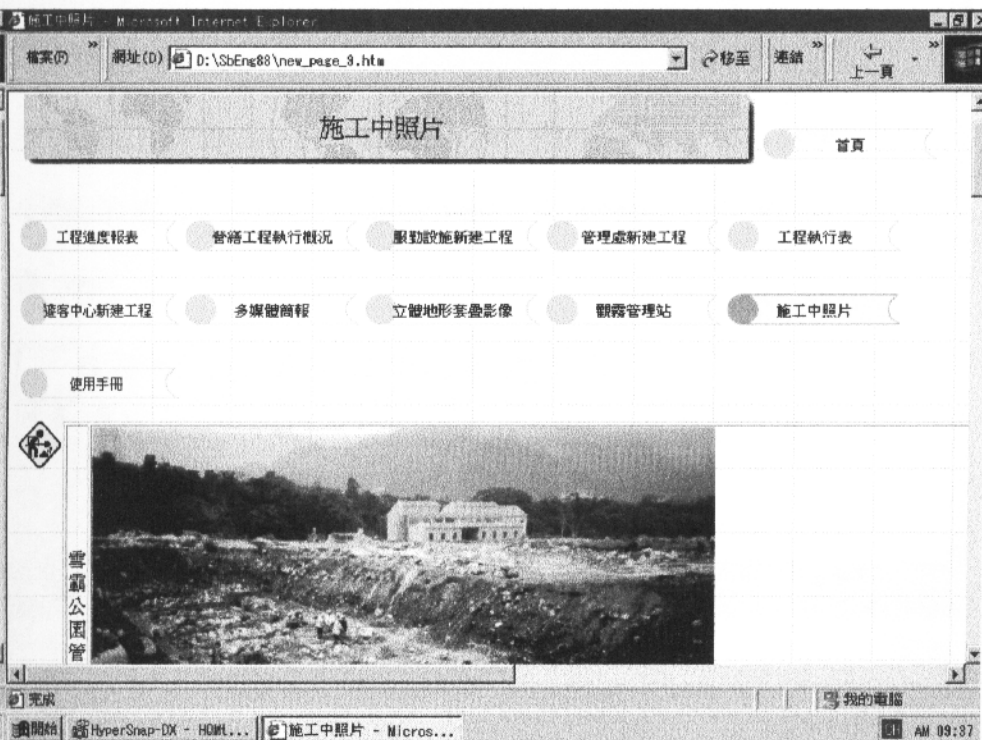 施工中照片 - Microsoft Internet Explorer
檔案(F) » 網址(D) D:\SbEng88\new_page_8.htm 移至 連結 » 上一頁 »
施工中照片
首頁
工程進度報表 營繕工程執行概況 服勤設施新建工程 管理處新建工程 工程執行表
遊客中心新建工程 多媒體簡報 立體地形套疊影像 觀霧管理站 施工中照片
使用手冊
雪霸公園管
完成 我的電腦
開始 HyperSnap-DX - HOME... 施工中照片 - Micros... AM 09:37